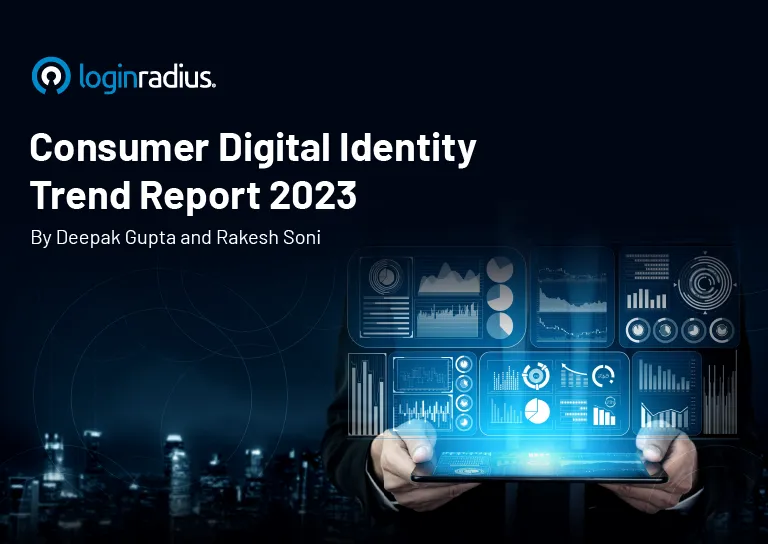 loginradius.
Consumer Digital Identity
Trend Report 2023
By Deepak Gupta and Rakesh Soni